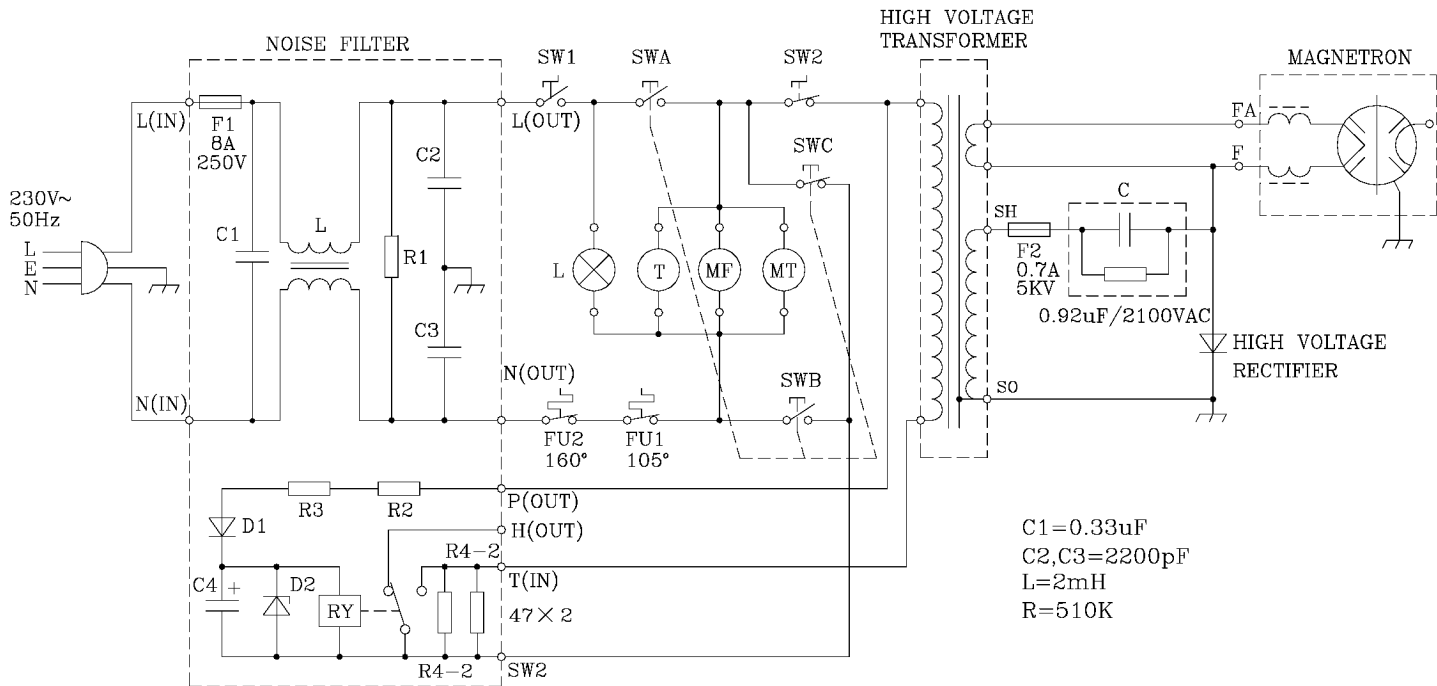 HIGH VOLTAGE
TRANSFORMER
NOISE FILTER
SW1
SWA
SW2
MAGNETRON
L(IN)
F1
8A
250V
L(OUT)
C2
SWC
FA
F
230V~
50Hz
L
E
N
C1
L
R1
L
T
MF
MT
SH
F2
0.7A
5KV
C
0.92uF/2100VAC
C3
HIGH VOLTAGE
RECTIFIER
N(IN)
N(OUT)
SWB
SO
FU2
160°
FU1
105°
R3
R2
P(OUT)
D1
H(OUT)
R4-2
T(IN)
C4
+
D2
RY
47×2
R4-2
SW2
C1=0.33uF
C2,C3=2200pF
L=2mH
R=510K